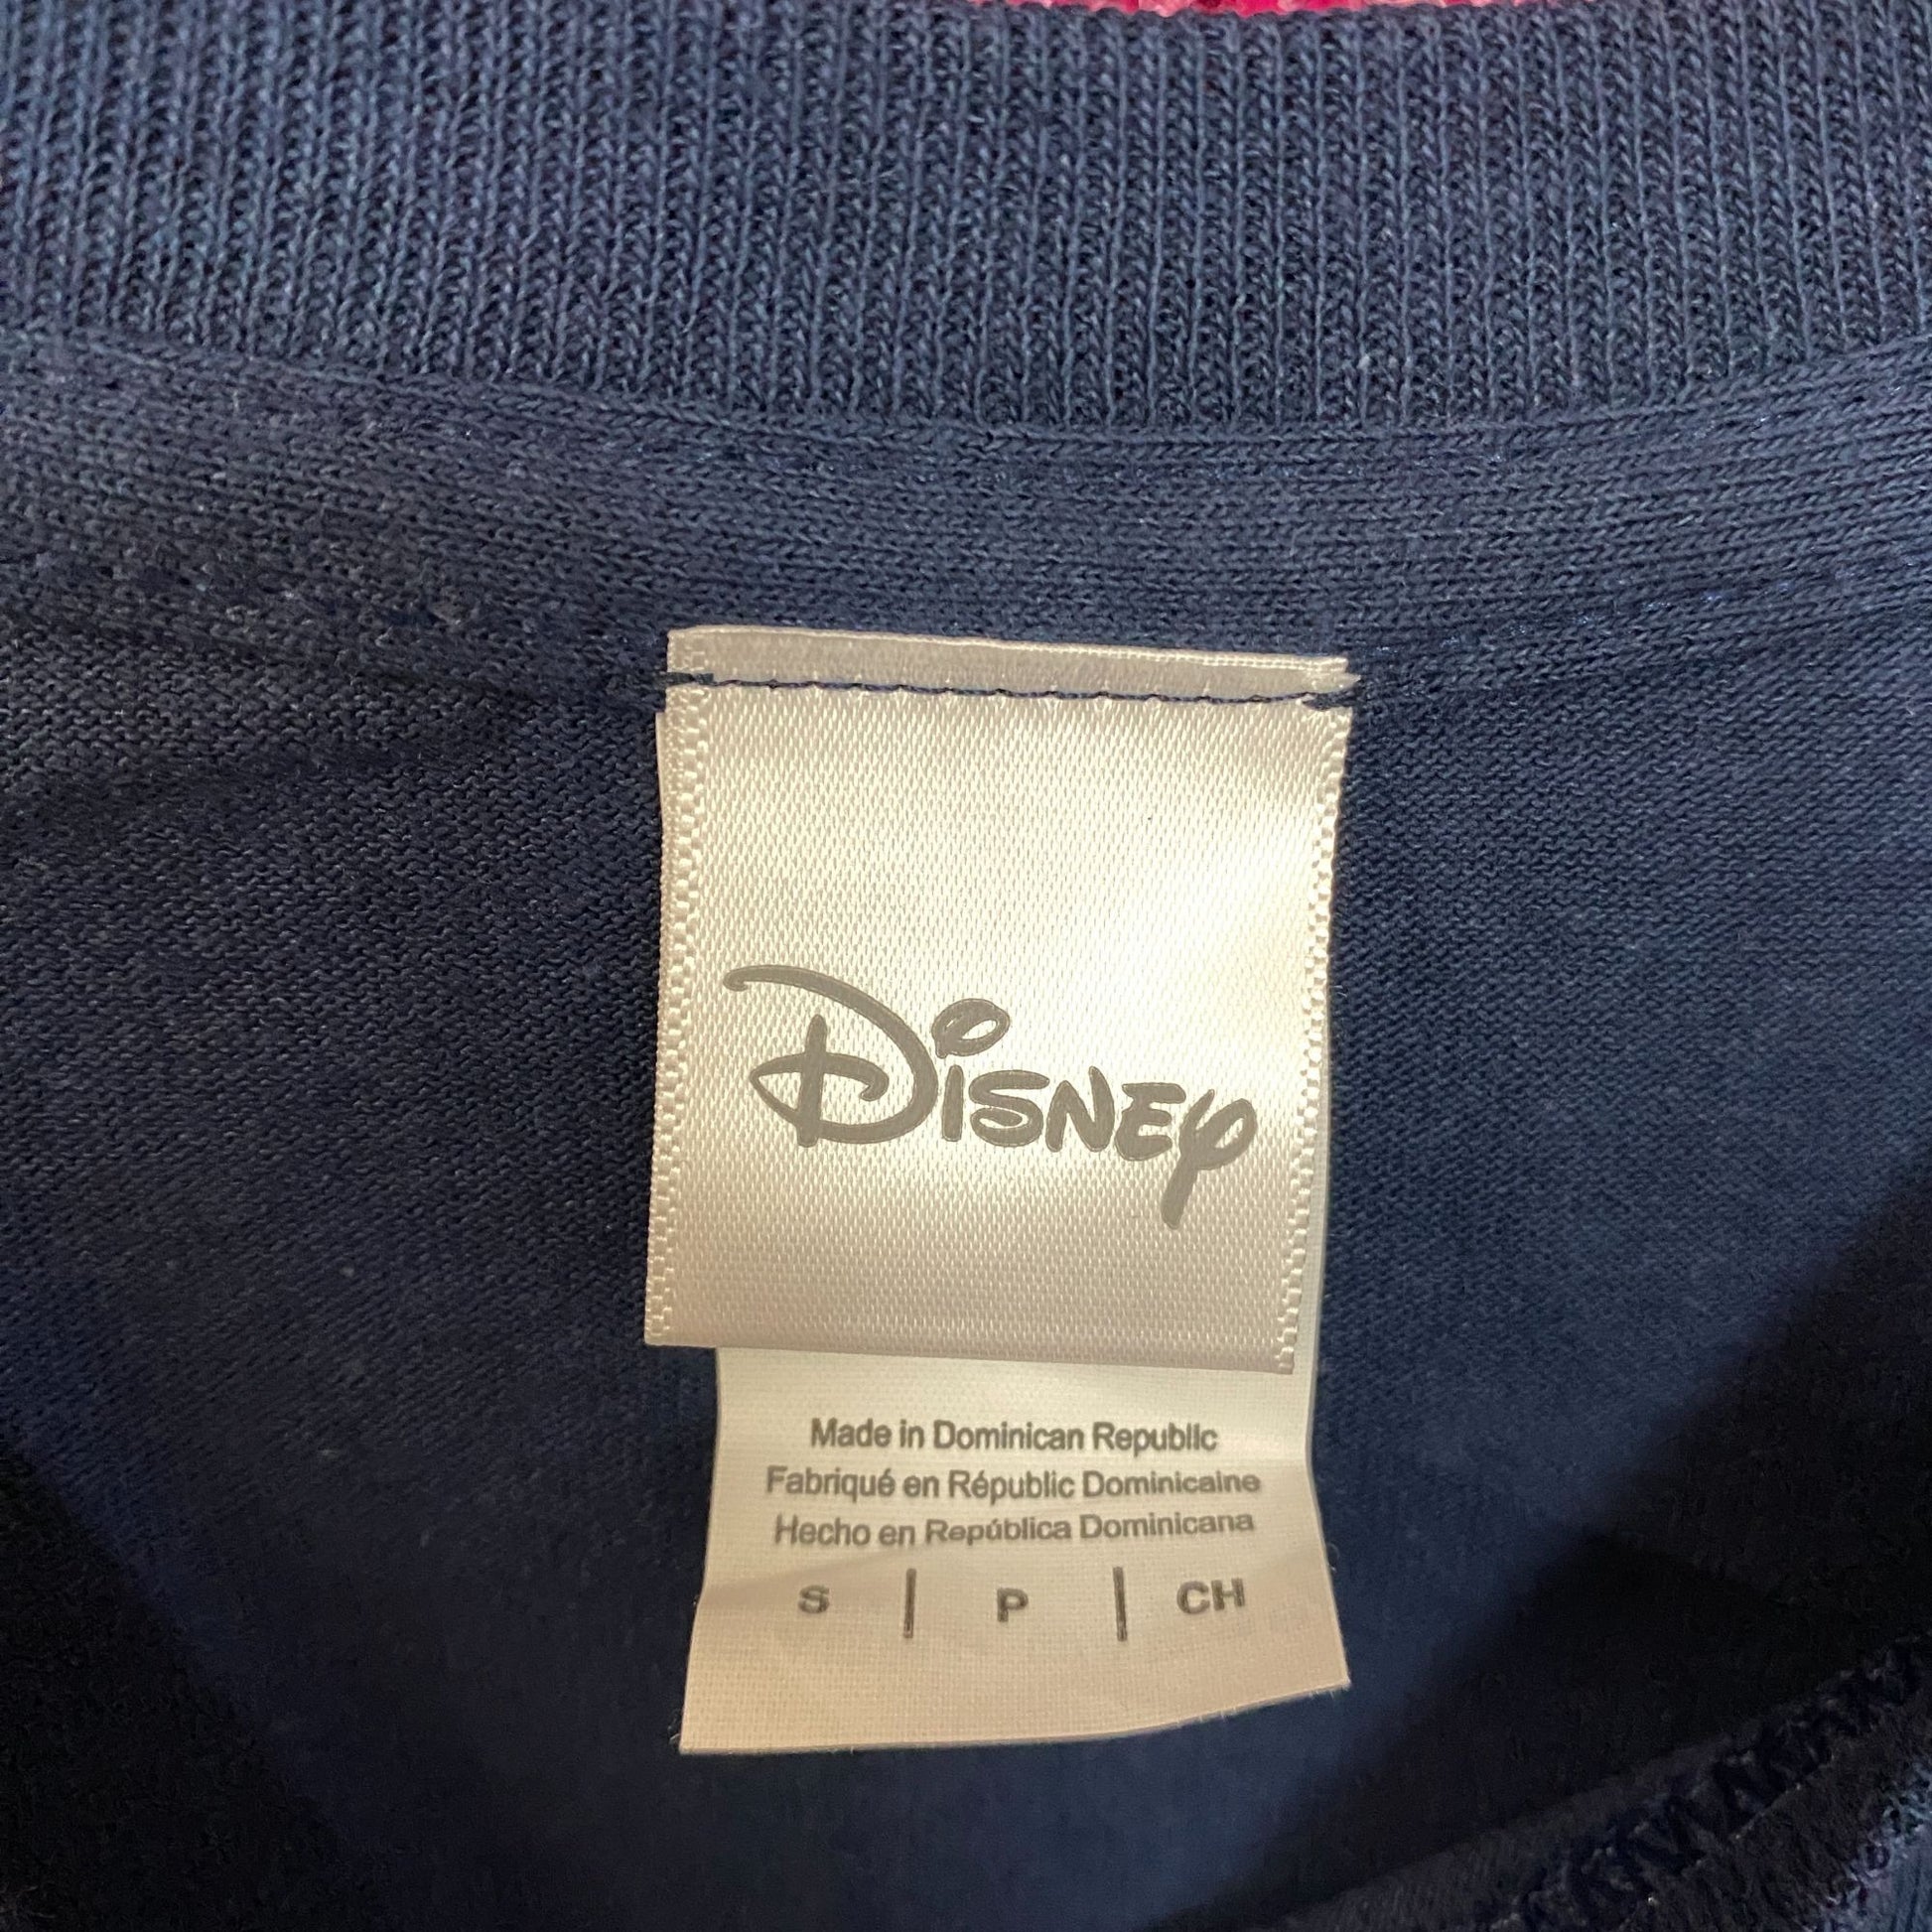 Disney
Made in Dominican Republic
Fabriqué en Républic Dominicaine
Hecho en República Dominicana
S | P | CH